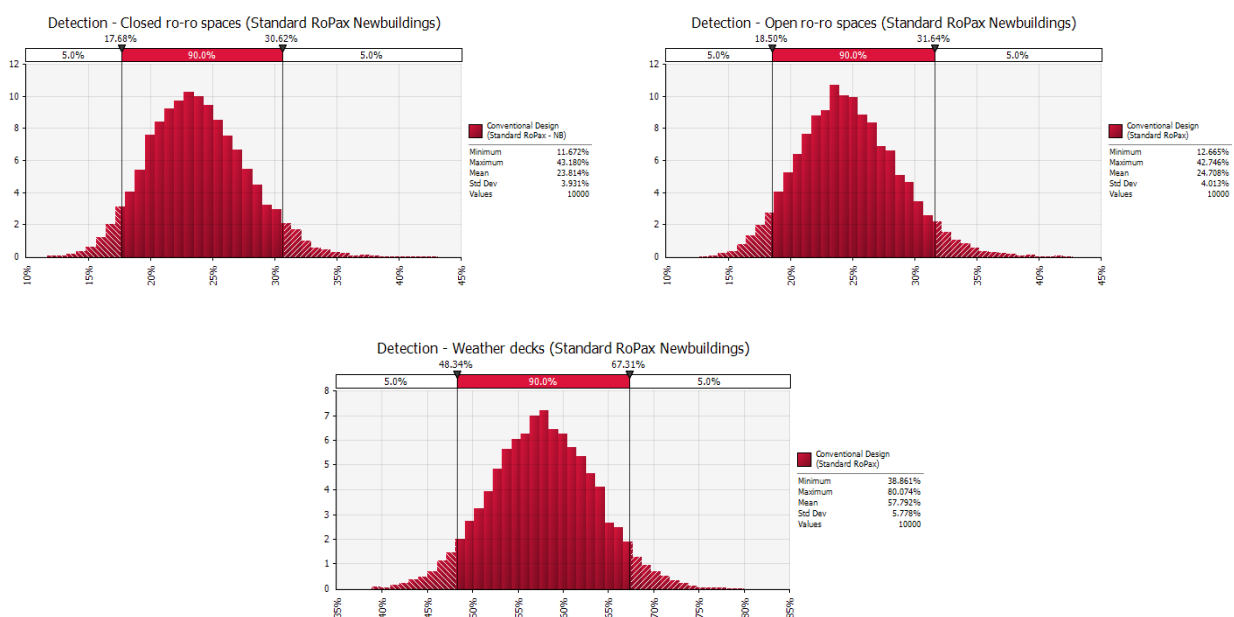 Detection - Closed ro-ro spaces (Standard RoPax Newbuildings)
17.68% 30.62%
5.0% 90.0% 5.0%
12
10
8
6
4
2
0
10% 15% 20% 25% 30% 35% 40% 45%
Conventional Design
(Standard RoPax - NB)
Minimum 11.672%
Maximum 43.180%
Mean 23.814%
Std Dev 3.931%
Values 10000
Detection - Open ro-ro spaces (Standard RoPax Newbuildings)
18.50% 31.64%
5.0% 90.0% 5.0%
12
10
8
6
4
2
0
10% 15% 20% 25% 30% 35% 40% 45%
Conventional Design
(Standard RoPax)
Minimum 12.665%
Maximum 42.746%
Mean 24.708%
Std Dev 4.013%
Values 10000
Detection - Weather decks (Standard RoPax Newbuildings)
48.34% 67.31%
5.0% 90.0% 5.0%
8
7
6
5
4
3
2
1
0
35% 40% 45% 50% 55% 60% 65% 70% 75% 80% 85%
Conventional Design
(Standard RoPax)
Minimum 38.861%
Maximum 80.074%
Mean 57.792%
Std Dev 5.778%
Values 10000